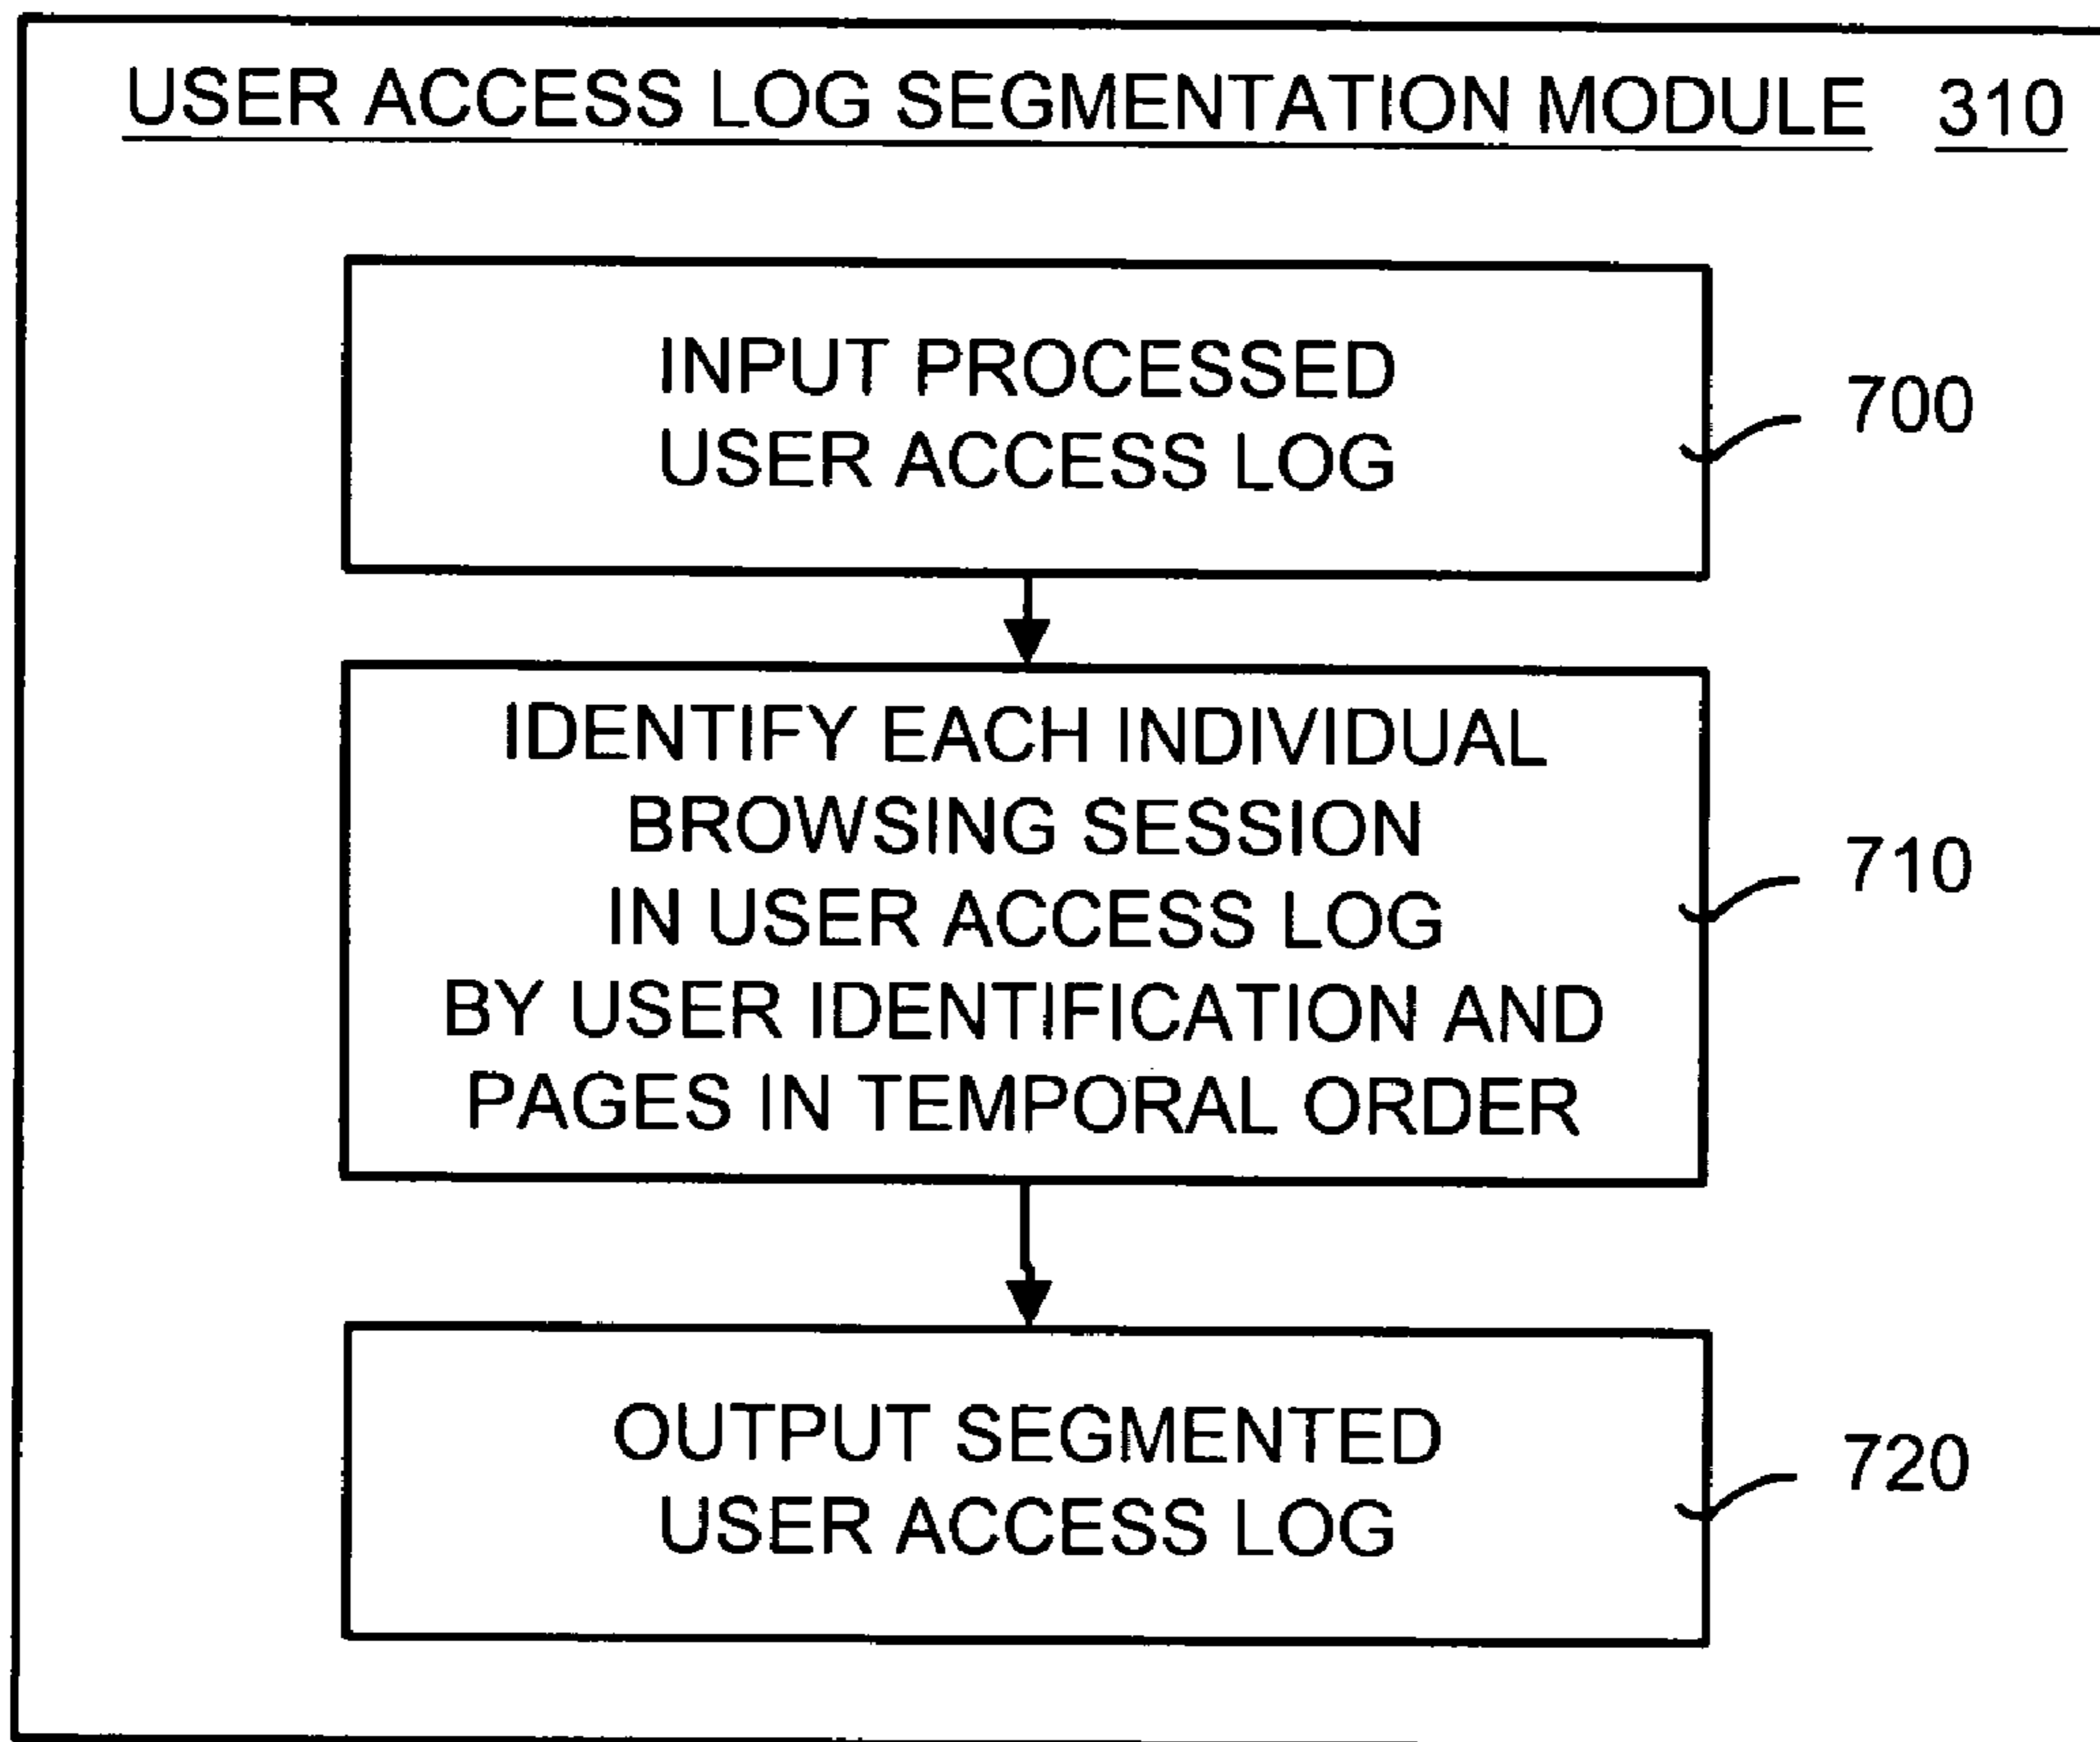 USER ACCESS LOG SEGMENTATION MODULE 310
INPUT PROCESSED
USER ACCESS LOG
700
IDENTIFY EACH INDIVIDUAL
BROWSING SESSION
IN USER ACCESS LOG
BY USER IDENTIFICATION AND
PAGES IN TEMPORAL ORDER
710
OUTPUT SEGMENTED
USER ACCESS LOG
720